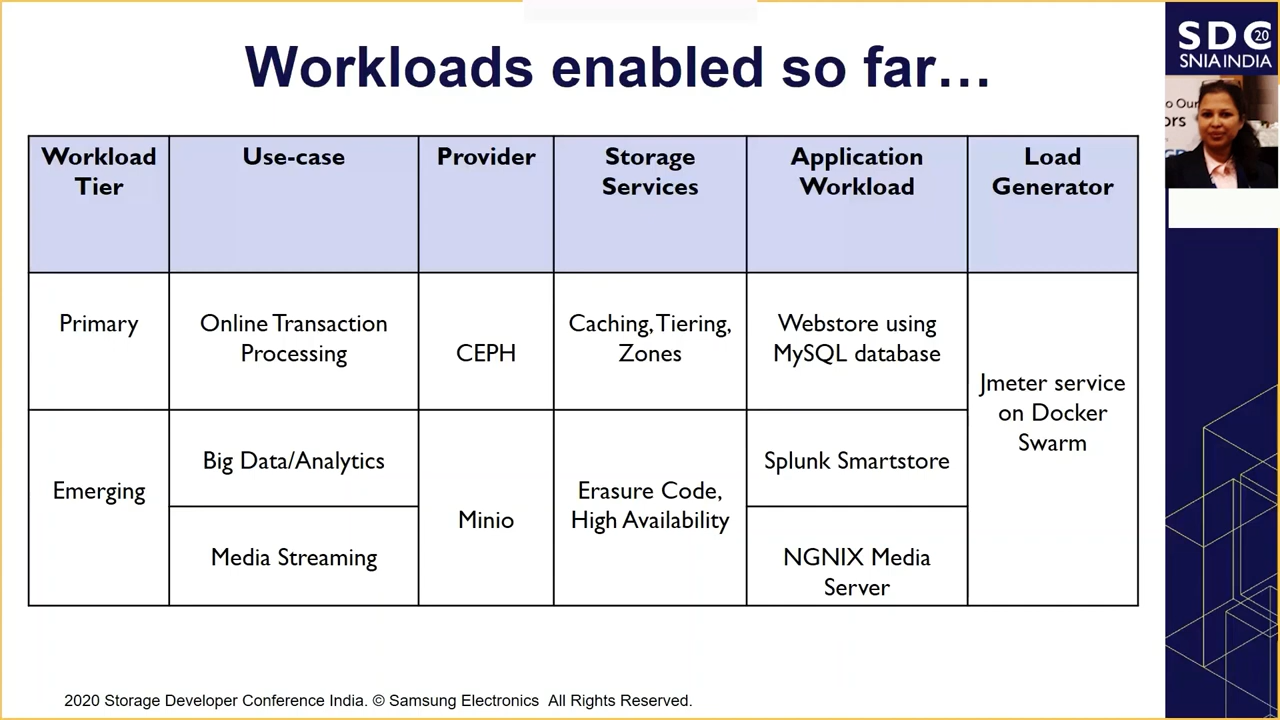 Workloads enabled so far…
SDC 20
SNIA INDIA
o Our
ors
Workload
Tier
Use-case
Provider
Storage
Services
Application
Workload
Load
Generator
Primary
Online Transaction
Processing
CEPH
Caching, Tiering,
Zones
Webstore using
MySQL database
Jmeter service
on Docker
Swarm
Emerging
Big Data/Analytics
Minio
Erasure Code,
High Availability
Splunk Smartstore
Media Streaming
NGNIX Media
Server
2020 Storage Developer Conference India. © Samsung Electronics All Rights Reserved.